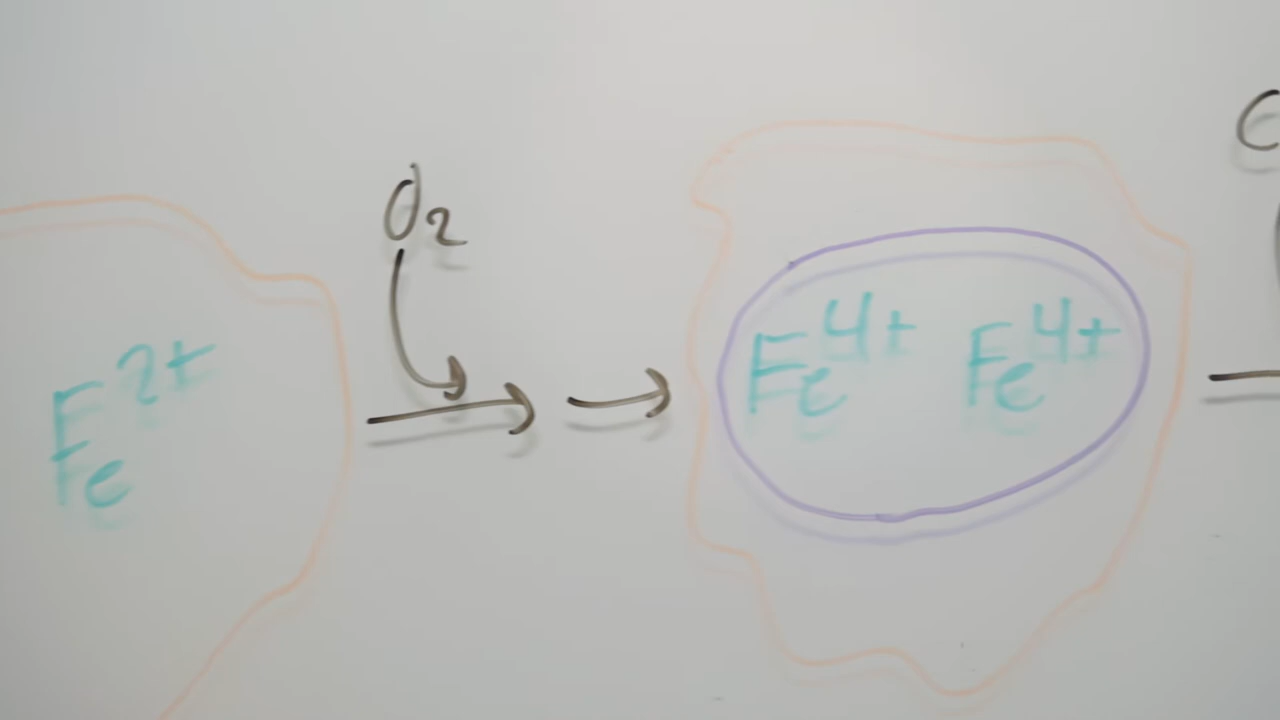 O₂
Fe²⁺ → → Fe⁴⁺ Fe⁴⁺